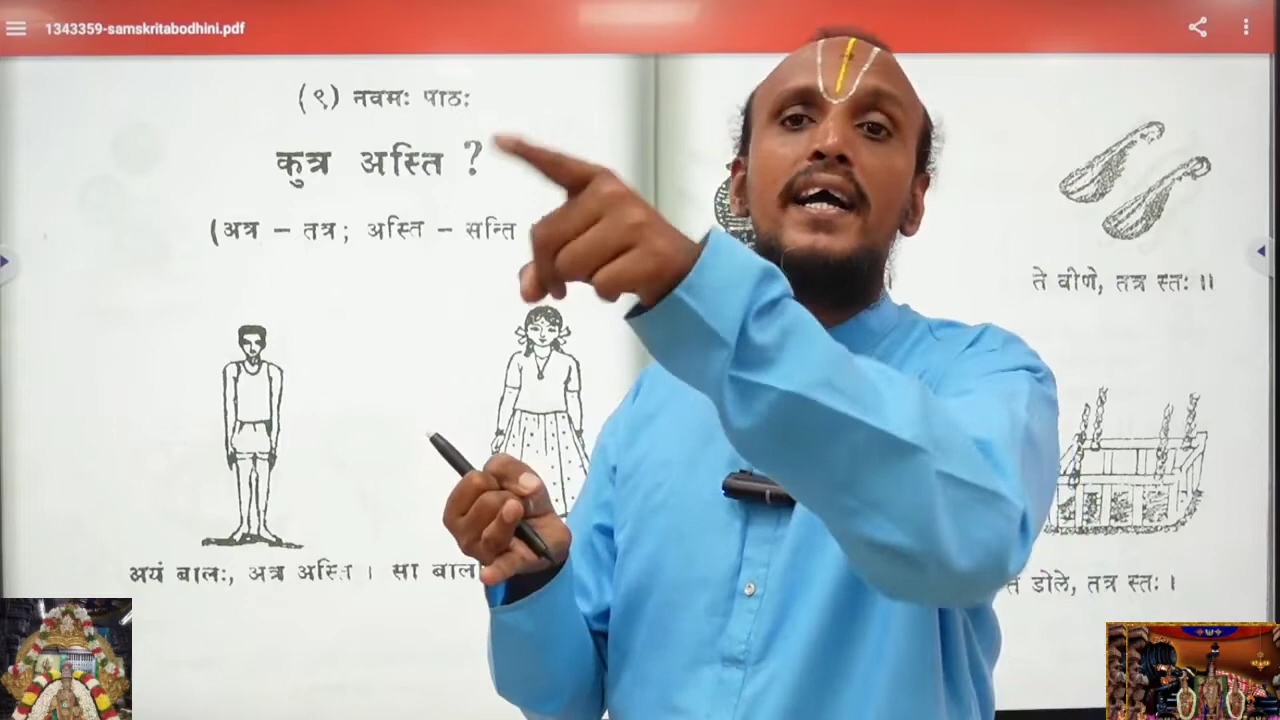 1343359-samskritabodhini.pdf
(९) नवमः पाठः
कुत्र अस्ति ?
(अत्र – तत्र; अस्ति – सन्ति
ते वीणे, तत्र स्तः ॥
अयं बालः, अत्र अस्ति । सा
डोले, तत्र स्तः ।